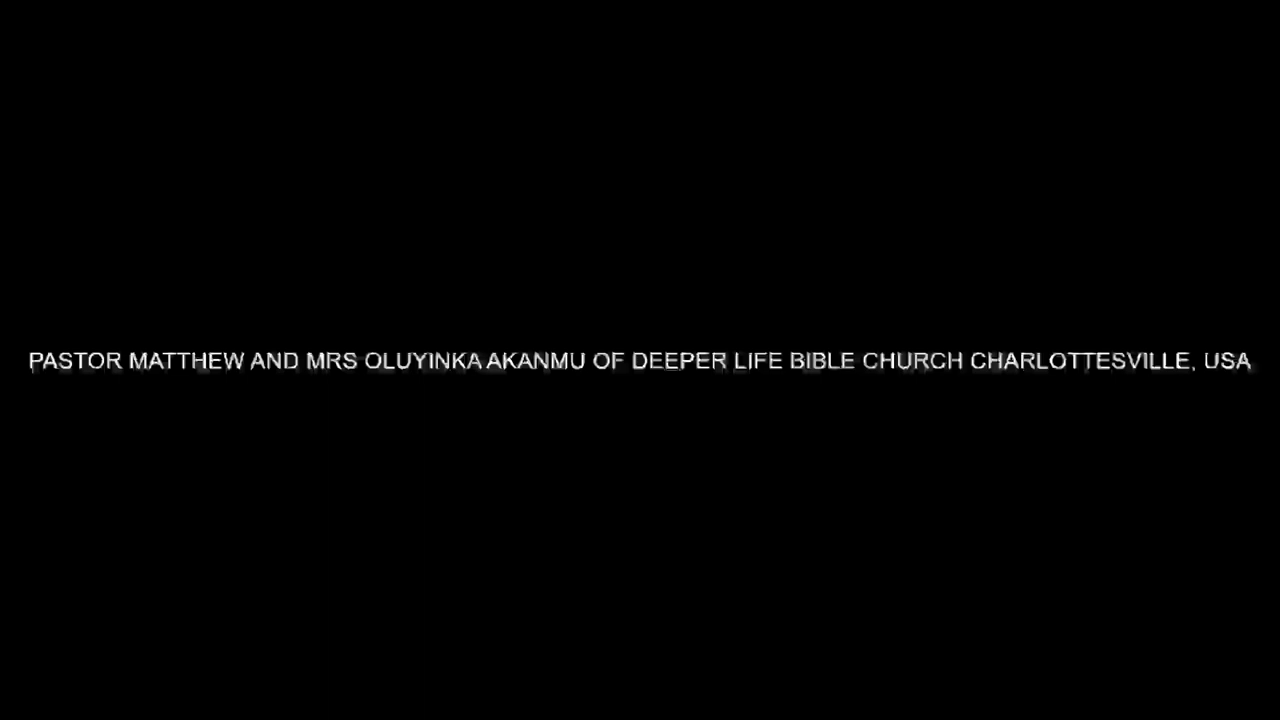 PASTOR MATTHEW AND MRS OLUYINKA AKANMU OF DEEPER LIFE BIBLE CHURCH CHARLOTTESVILLE, USA